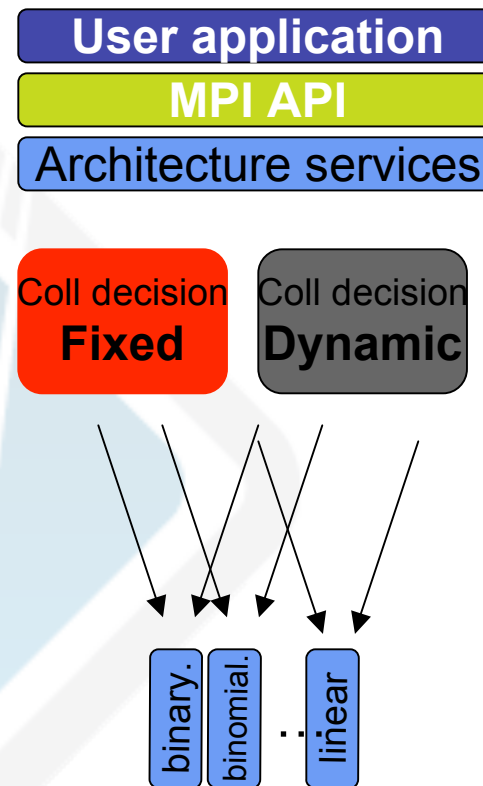 User application
MPI API
Architecture services
Coll decision
Fixed
Coll decision
Dynamic
binary.
binomial.
...
linear